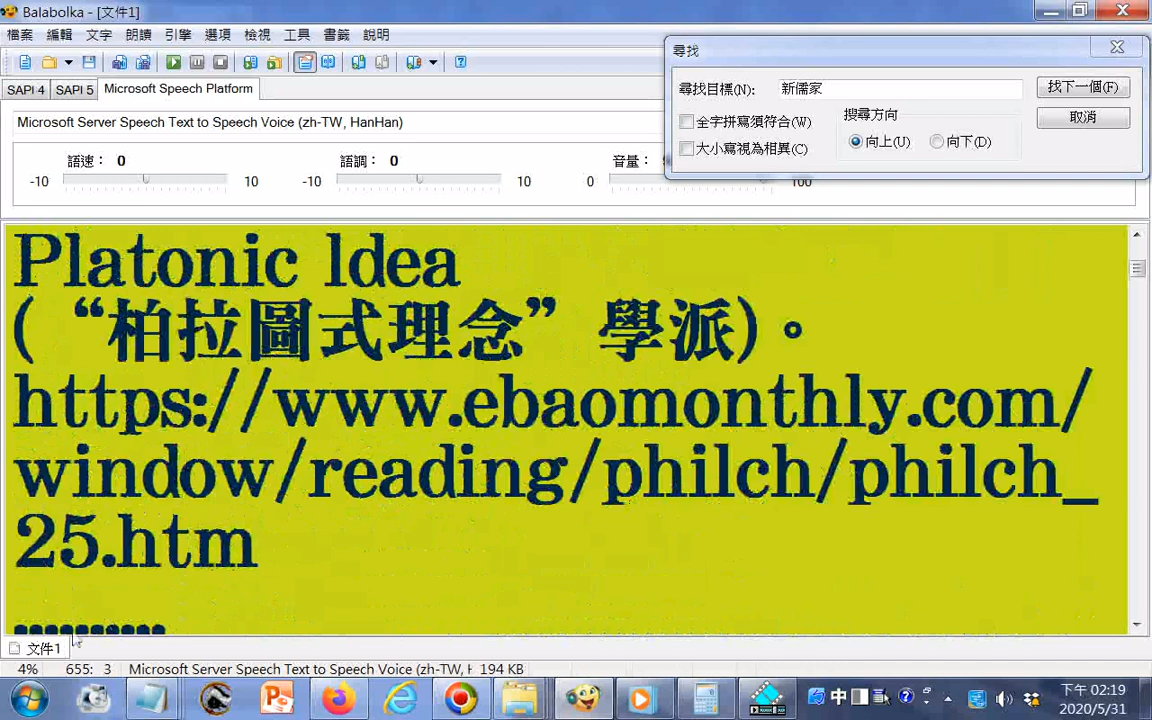 Balabolka - [文件1]
檔案 編輯 文字 朗讀 引擎 選項 檢視 工具 書籤 說明
尋找
尋找目標(N): 新儒家 找下一個(F)
全字拼寫須符合(W) 搜尋方向 取消
大小寫視為相異(C) 向上(U) 向下(D)
SAPI 4 SAPI 5 Microsoft Speech Platform
Microsoft Server Speech Text to Speech Voice (zh-TW, HanHan)
語速： 0 語調： 0 音量：
-10 10 -10 10 0 100
Platonic ldea
(“柏拉圖式理念”學派)。
https://www.ebaomonthly.com/
window/reading/philch/philch_
25.htm
..........
文件1
4% 655: 3 Microsoft Server Speech Text to Speech Voice (zh-TW, H 194 KB
中
下午 02:19
2020/5/31